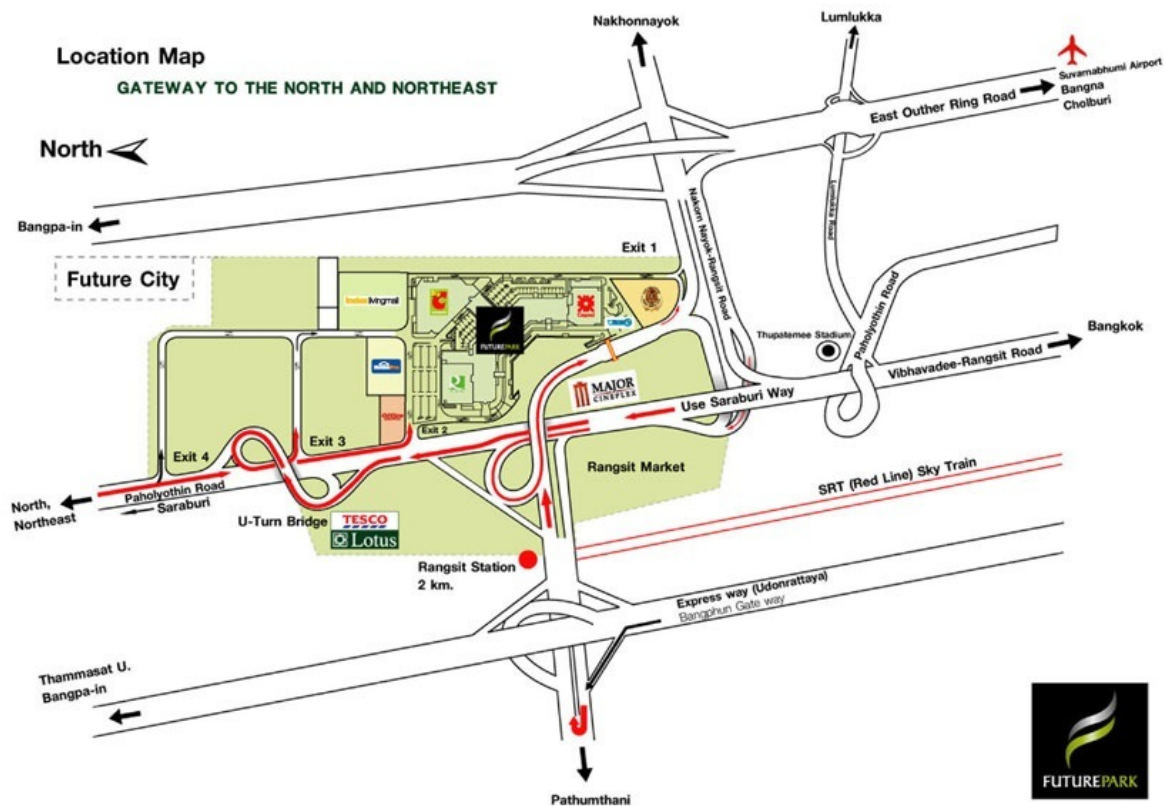 Location Map
GATEWAY TO THE NORTH AND NORTHEAST
Nakhonnayok
Lumlukka
Suvarnabhumi Airport
Bangna
Cholburi
East Outher Ring Road
North
Bangpa-in
Exit 1
Future City
livingmall
FUTUREPARK
Nakorn Nayok-Rangsit Road
Lumlukka Road
Paholyothin Road
Thupatemee Stadium
Bangkok
Vibhavadee-Rangsit Road
MAJOR
CINEPLEX
Use Saraburi Way
Exit 2
Exit 3
Exit 4
Rangsit Market
Paholyothin Road
Saraburi
North,
Northeast
U-Turn Bridge
TESCO
Lotus
SRT (Red Line) Sky Train
Rangsit Station
2 km.
Express way (Udonrattaya)
Bangphun Gate way
Thammasat U.
Bangpa-in
Pathumthani
FUTUREPARK